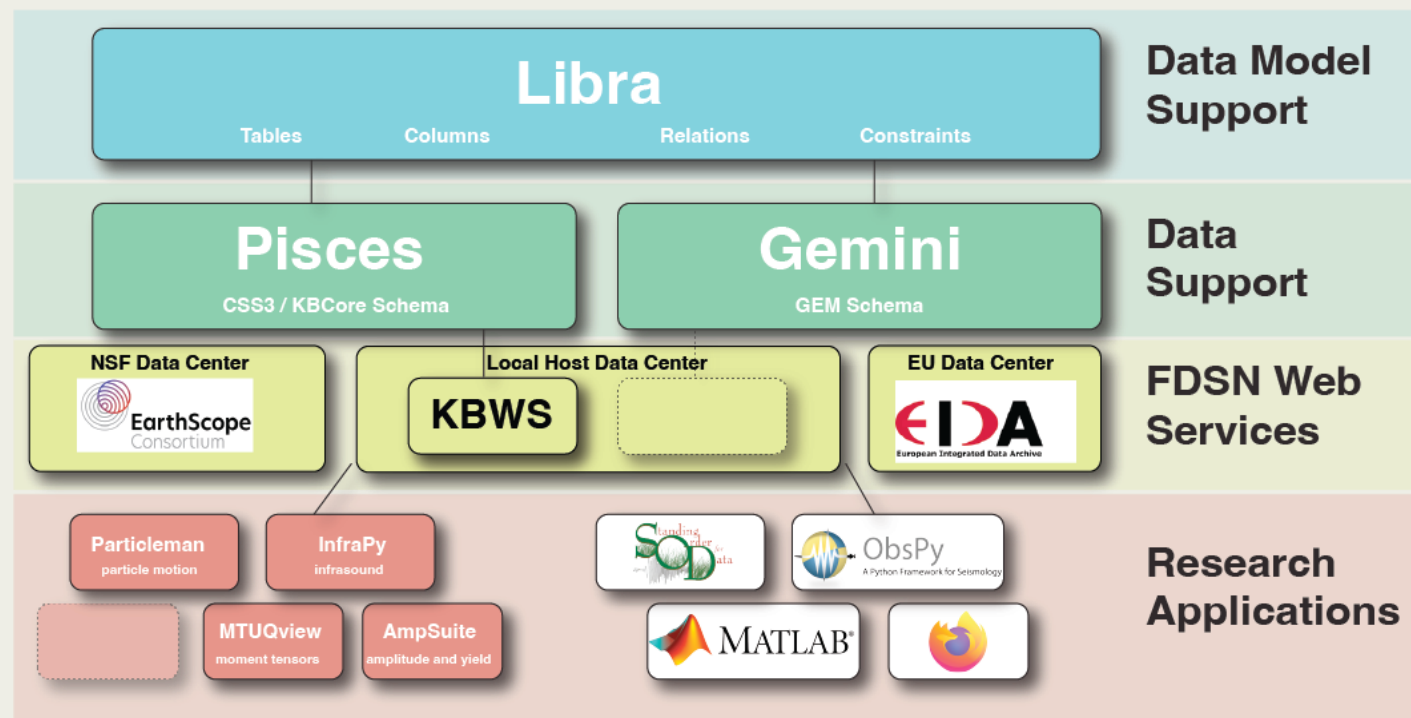 Libra
Tables Columns Relations Constraints
Data Model
Support
Pisces
CSS3 / KBCore Schema
Gemini
GEM Schema
Data
Support
NSF Data Center
EarthScope
Consortium
Local Host Data Center
KBWS
EU Data Center
EIDA
European Integrated Data Archive
FDSN Web
Services
Particleman
particle motion
InfraPy
infrasound
MTUQview
moment tensors
AmpSuite
amplitude and yield
Standing
Order for
Data
ObsPy
A Python Framework for Seismology
MATLAB®
Research
Applications